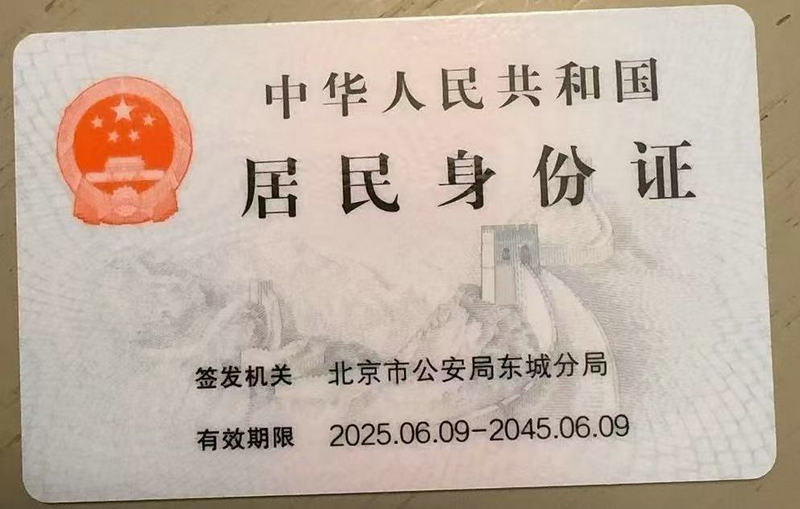 中华人民共和国
居民身份证
签发机关 北京市公安局东城分局
有效期限 2025.06.09-2045.06.09